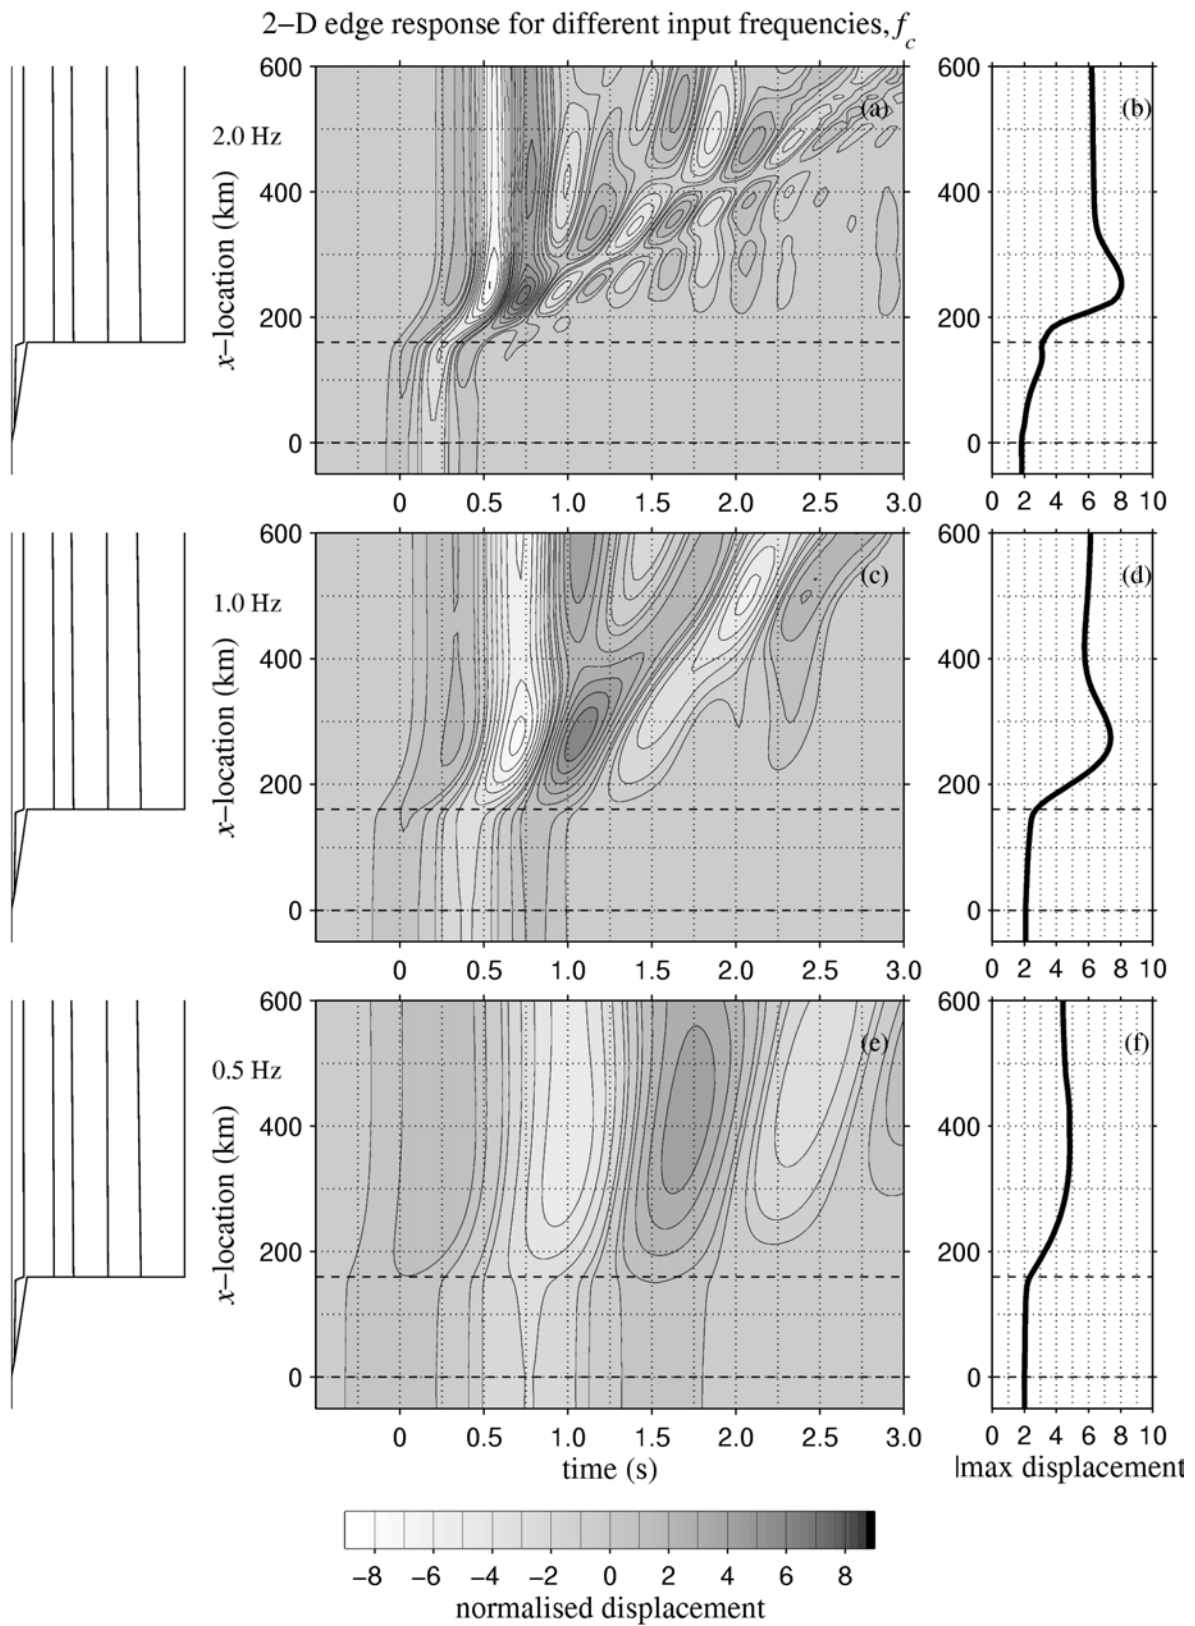 2–D edge response for different input frequencies, fc
600
400
200
0
2.0 Hz
x–location (km)
(a)
0 0.5 1.0 1.5 2.0 2.5 3.0
600
400
200
0
(b)
0 2 4 6 8 10
600
400
200
0
1.0 Hz
x–location (km)
(c)
0 0.5 1.0 1.5 2.0 2.5 3.0
600
400
200
0
(d)
0 2 4 6 8 10
600
400
200
0
0.5 Hz
x–location (km)
(e)
0 0.5 1.0 1.5 2.0 2.5 3.0
time (s)
600
400
200
0
(f)
0 2 4 6 8 10
|max displacement
−8 −6 −4 −2 0 2 4 6 8
normalised displacement